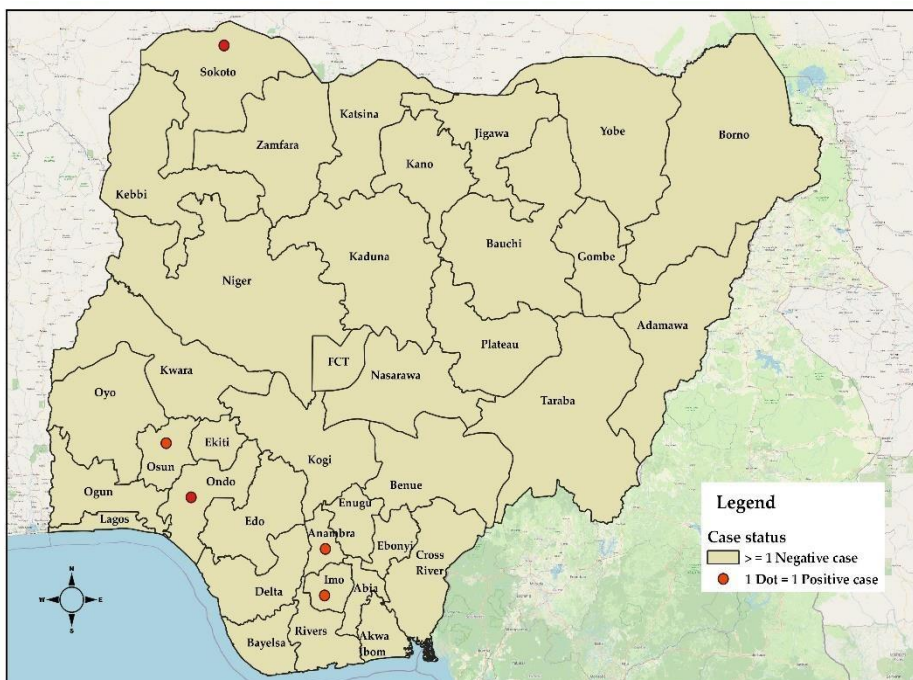 Sokoto
Katsina
Jigawa
Yobe
Borno
Zamfara
Kano
Kebbi
Bauchi
Gombe
Kaduna
Niger
Adamawa
Plateau
FCT
Nasarawa
Kwara
Oyo
Taraba
Ekiti
Osun
Kogi
Ondo
Benue
Ogun
Enugu
Lagos
Edo
Anambra
Ebonyi
Cross
River
Imo
Abia
Delta
Rivers
Akwa
Ibom
Bayelsa
N
W
E
S
Legend
Case status
>= 1 Negative case
1 Dot = 1 Positive case